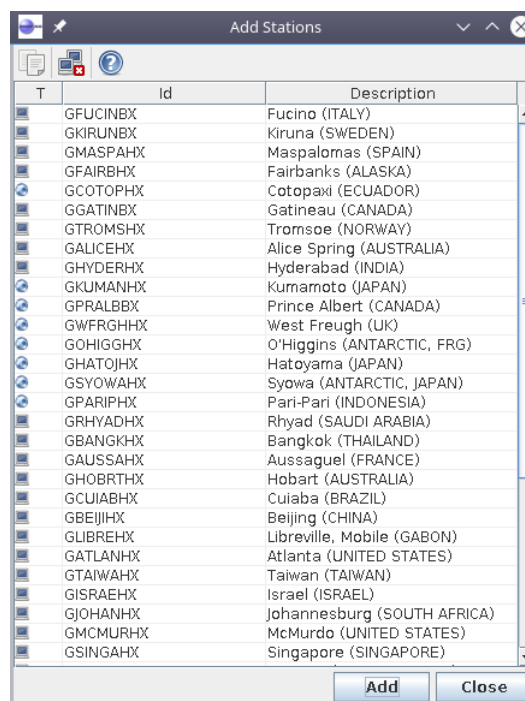 Add Stations
T Id Description
GFUCINBX Fucino (ITALY)
GKIRUNBX Kiruna (SWEDEN)
GMASPAHX Maspalomas (SPAIN)
GFAIRBHX Fairbanks (ALASKA)
GCOTOPHX Cotopaxi (ECUADOR)
GGATINBX Gatineau (CANADA)
GTROMSHX Tromsoe (NORWAY)
GALICEHX Alice Spring (AUSTRALIA)
GHYDERHX Hyderabad (INDIA)
GKUMANHX Kumamoto (JAPAN)
GPRALBBX Prince Albert (CANADA)
GWFRGHHX West Freugh (UK)
GOHIGGHX O'Higgins (ANTARCTIC, FRG)
GHATOJHX Hatoyama (JAPAN)
GSYOWAHX Syowa (ANTARCTIC, JAPAN)
GPARIPHX Pari-Pari (INDONESIA)
GRHYADHX Rhyad (SAUDI ARABIA)
GBANGKHX Bangkok (THAILAND)
GAUSSAHX Aussaguel (FRANCE)
GHOBRTHX Hobart (AUSTRALIA)
GCUIABHX Cuiaba (BRAZIL)
GBEIJIHX Beijing (CHINA)
GLIBREHX Libreville, Mobile (GABON)
GATLANHX Atlanta (UNITED STATES)
GTAIWAHX Taiwan (TAIWAN)
GISRAEHX Israel (ISRAEL)
GJOHANHX Johannesburg (SOUTH AFRICA)
GMCMURHX McMurdo (UNITED STATES)
GSINGAHX Singapore (SINGAPORE)
Add Close